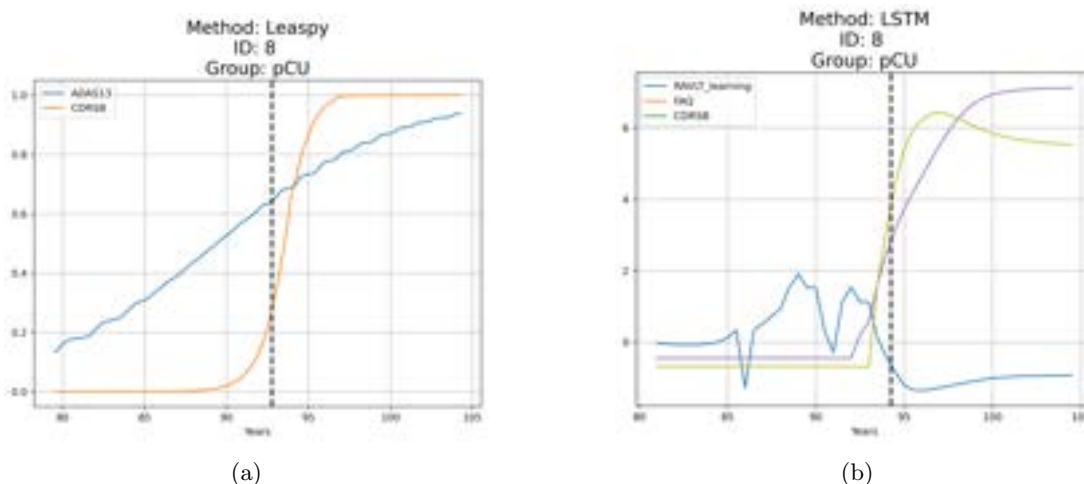 Method: Leaspy
ID: 8
Group: pCU
ADAS13
CDRSB
1.0
0.8
0.6
0.4
0.2
0.0
80 85 90 95 100 105
Years
(a)
Method: LSTM
ID: 8
Group: pCU
RAVLT_learning
FAQ
CDRSB
6
4
2
0
80 85 90 95 100
Years
(b)